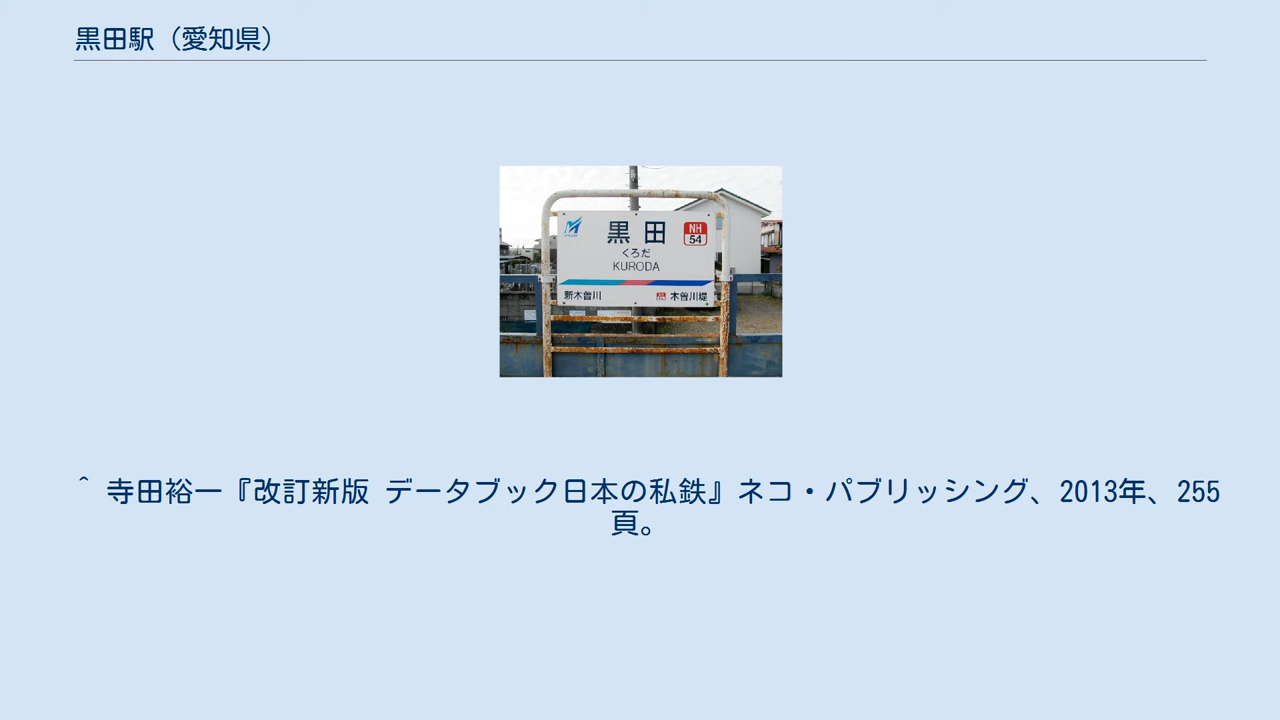 黒田駅（愛知県）
黒 田
NH
54
くろだ
KURODA
新木曽川
木曽川堤
^ 寺田裕一『改訂新版 データブック日本の私鉄』ネコ・パブリッシング、2013年、255
頁。